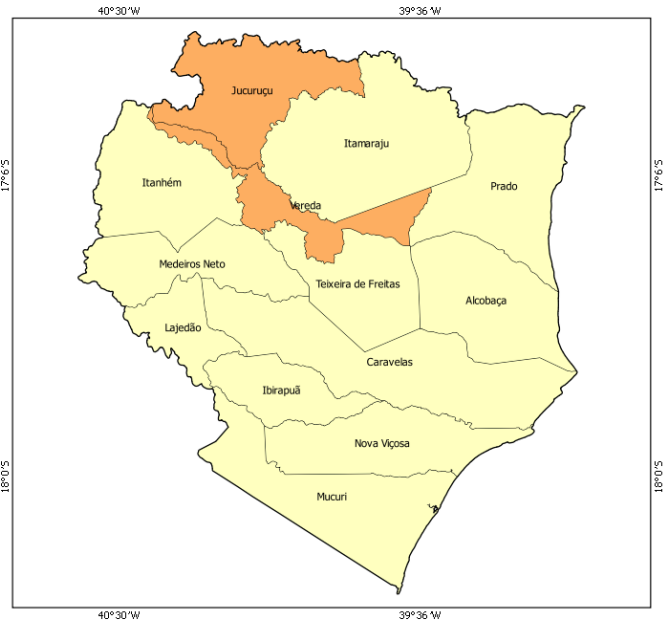 40°30'W 39°36'W
Jucuruçu
Itamaraju
17°6'S 17°6'S
Itanhém
Prado
Vereda
Medeiros Neto
Teixeira de Freitas
Alcobaça
Lajedão
Caravelas
Ibirapuã
Nova Viçosa
18°0'S 18°0'S
Mucuri
40°30'W 39°36'W